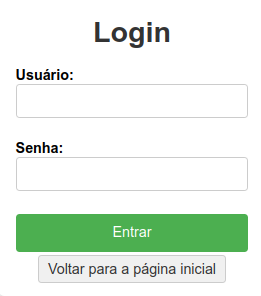 Login
Usuário:
Senha:
Entrar
Voltar para a página inicial